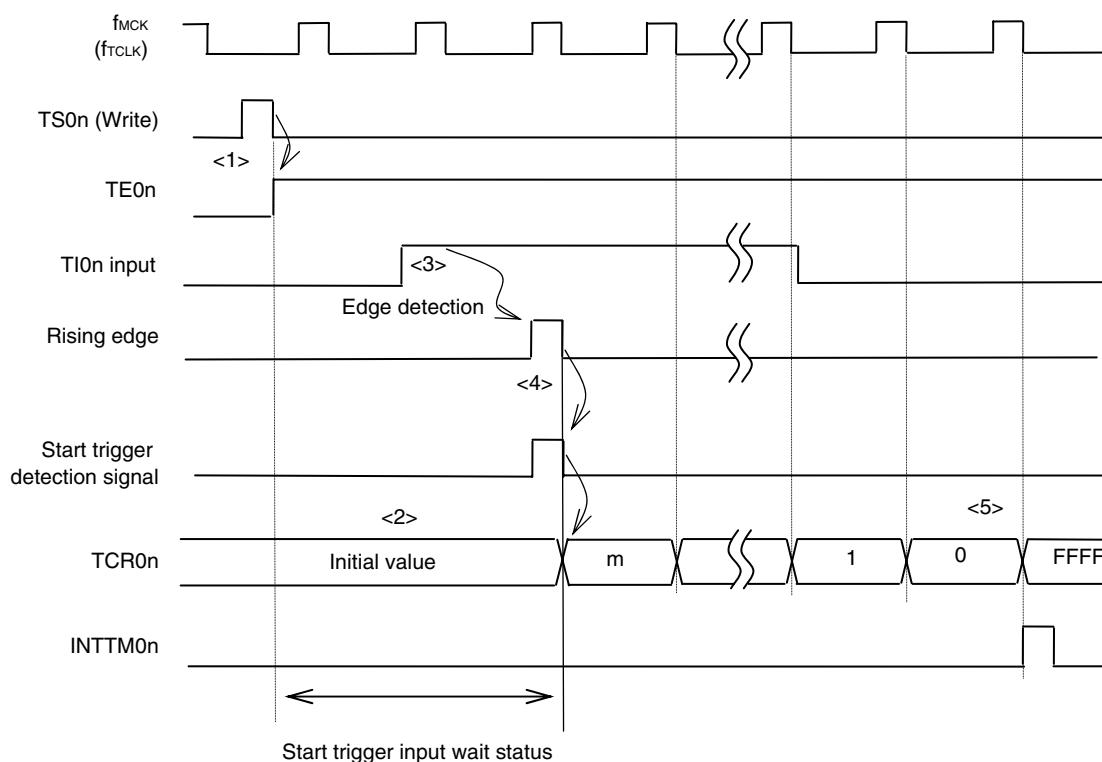 fMCK
(fTCLK)
TS0n (Write)
<1>
TE0n
TI0n input
<3>
Edge detection
Rising edge
<4>
Start trigger
detection signal
<2>
<5>
TCR0n
Initial value
m
1
0
FFFF
INTTM0n
Start trigger input wait status